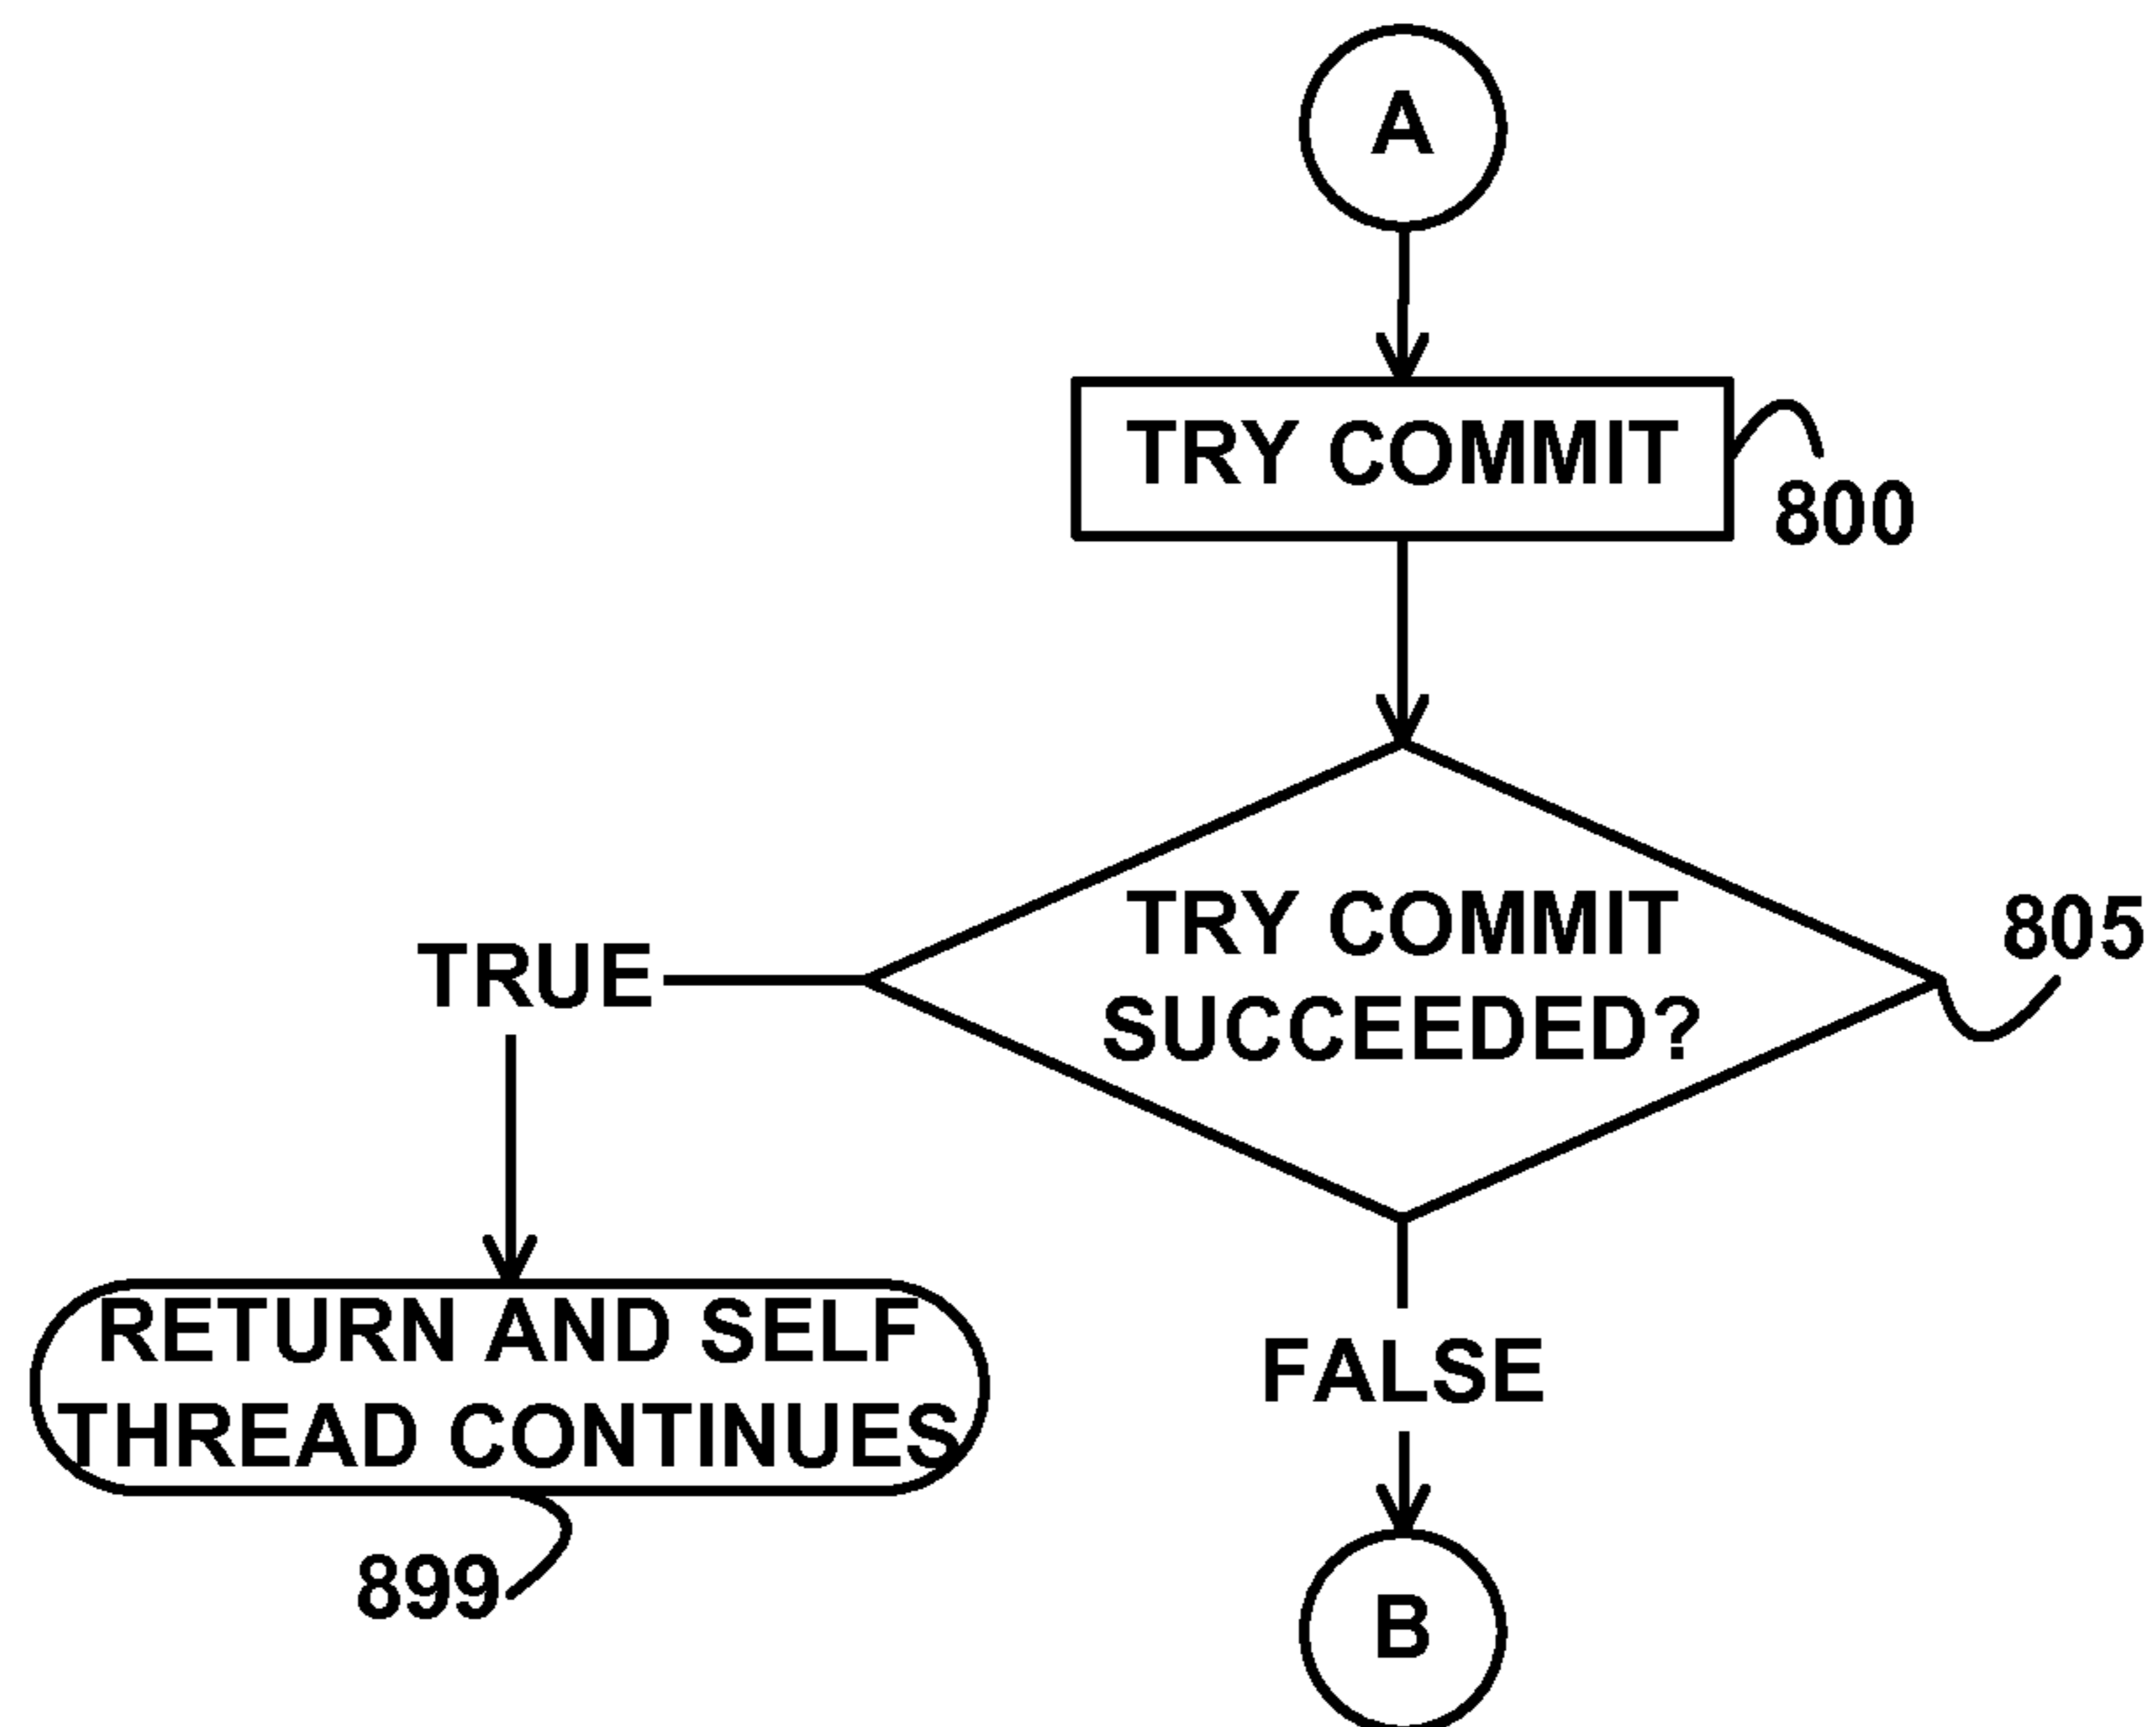 A
TRY COMMIT
800
TRY COMMIT
SUCCEEDED?
805
TRUE
RETURN AND SELF
THREAD CONTINUES
899
FALSE
B